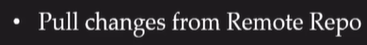 • Pull changes from Remote Repo